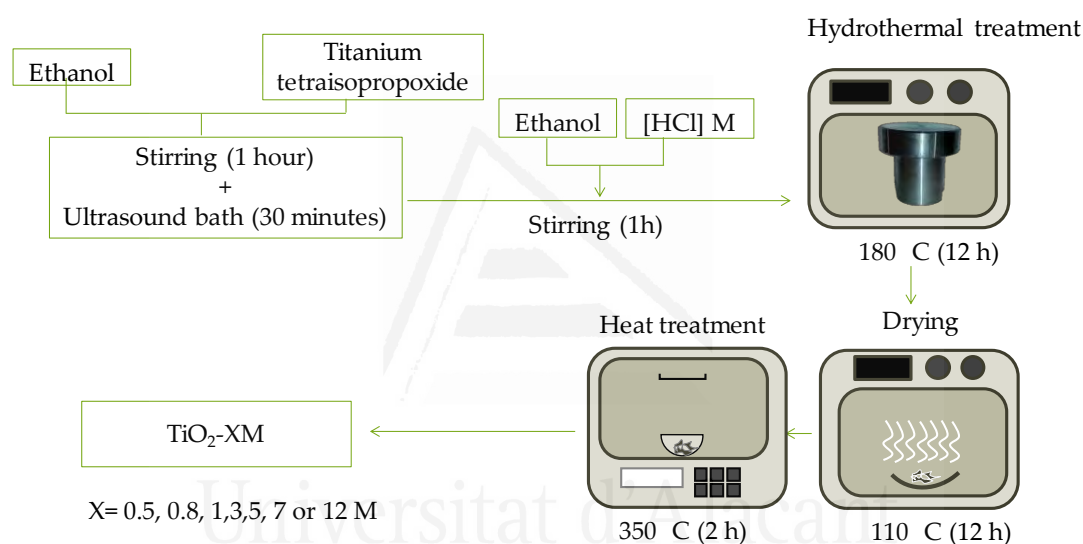 Hydrothermal treatment
Ethanol
Titanium
tetraisopropoxide
Ethanol
[HCl] M
Stirring (1 hour)
+
Ultrasound bath (30 minutes)
Stirring (1h)
180 C (12 h)
Heat treatment
Drying
TiO₂-XM
X= 0.5, 0.8, 1,3,5, 7 or 12 M
350 C (2 h)
110 C (12 h)
Universitat d'Alacant